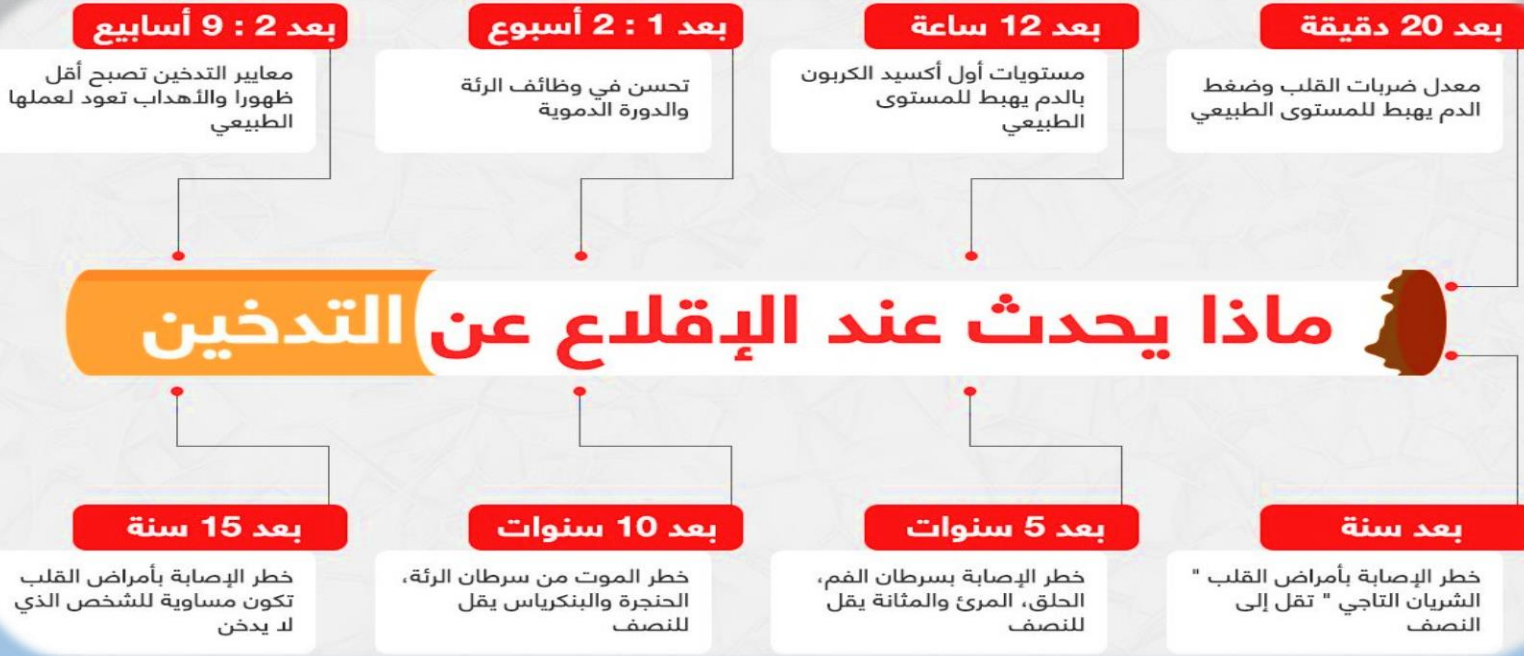 بعد 20 دقيقة
معدل ضربات القلب وضغط
الدم يهبط للمستوى الطبيعي
بعد 12 ساعة
مستويات أول أكسيد الكربون
بالدم يهبط للمستوى
الطبيعي
بعد 1 : 2 أسبوع
تحسن في وظائف الرئة
والدورة الدموية
بعد 2 : 9 أسابيع
معايير التدخين تصبح أقل
ظهورا والأهداب تعود لعملها
الطبيعي
ماذا يحدث عند الإقلاع عن التدخين
بعد سنة
خطر الإصابة بأمراض القلب "
الشريان التاجي " تقل إلى
النصف
بعد 5 سنوات
خطر الإصابة بسرطان الفم،
الحلق، المرئ والمثانة يقل
للنصف
بعد 10 سنوات
خطر الموت من سرطان الرئة،
الحنجرة والبنكرياس يقل
للنصف
بعد 15 سنة
خطر الإصابة بأمراض القلب
تكون مساوية للشخص الذي
لا يدخن